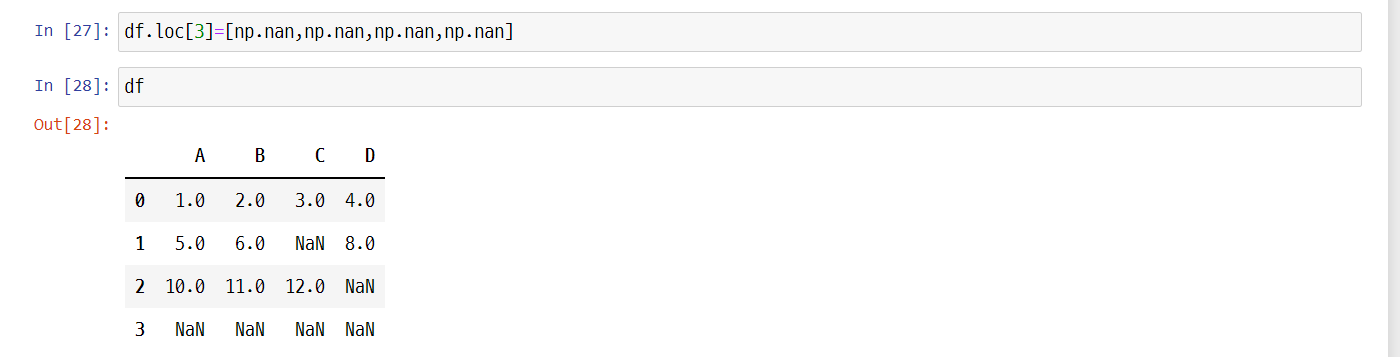 In [27]: df.loc[3]=[np.nan,np.nan,np.nan,np.nan]
In [28]: df
Out[28]:
A B C D
0 1.0 2.0 3.0 4.0
1 5.0 6.0 NaN 8.0
2 10.0 11.0 12.0 NaN
3 NaN NaN NaN NaN